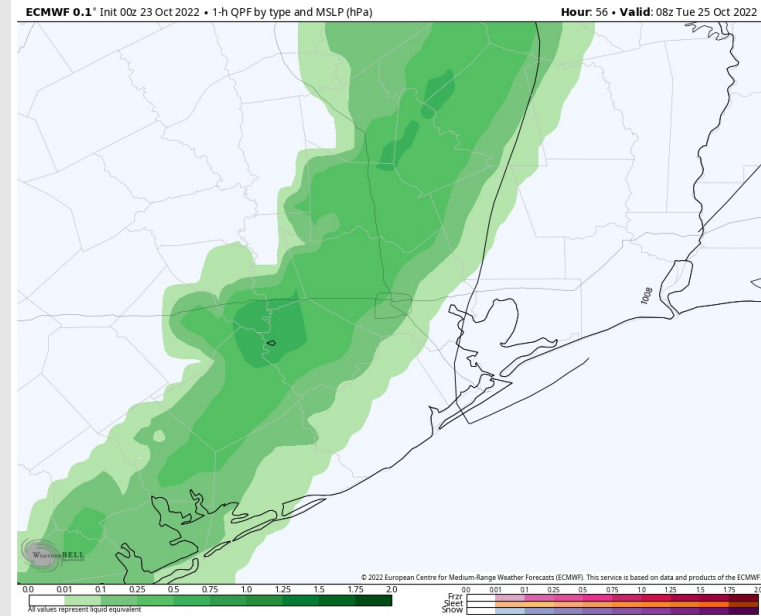 ECMWF 0.1° Init 00z 23 Oct 2022 • 1-h QPF by type and MSLP (hPa) Hour: 56 • Valid: 08z Tue 25 Oct 2022
1008
WEATHERBELL
© 2022 European Centre for Medium-Range Weather Forecasts (ECMWF). This service is based on data and products of the ECMWF.
0.0 0.01 0.1 0.25 0.5 0.75 1.0 1.25 1.5 1.75 2.0
All values represent liquid equivalent
0.0 0.01 0.1 0.25 0.5 0.75 1.0 1.25 1.5 1.75 2.0
Frzr
Sleet
Snow